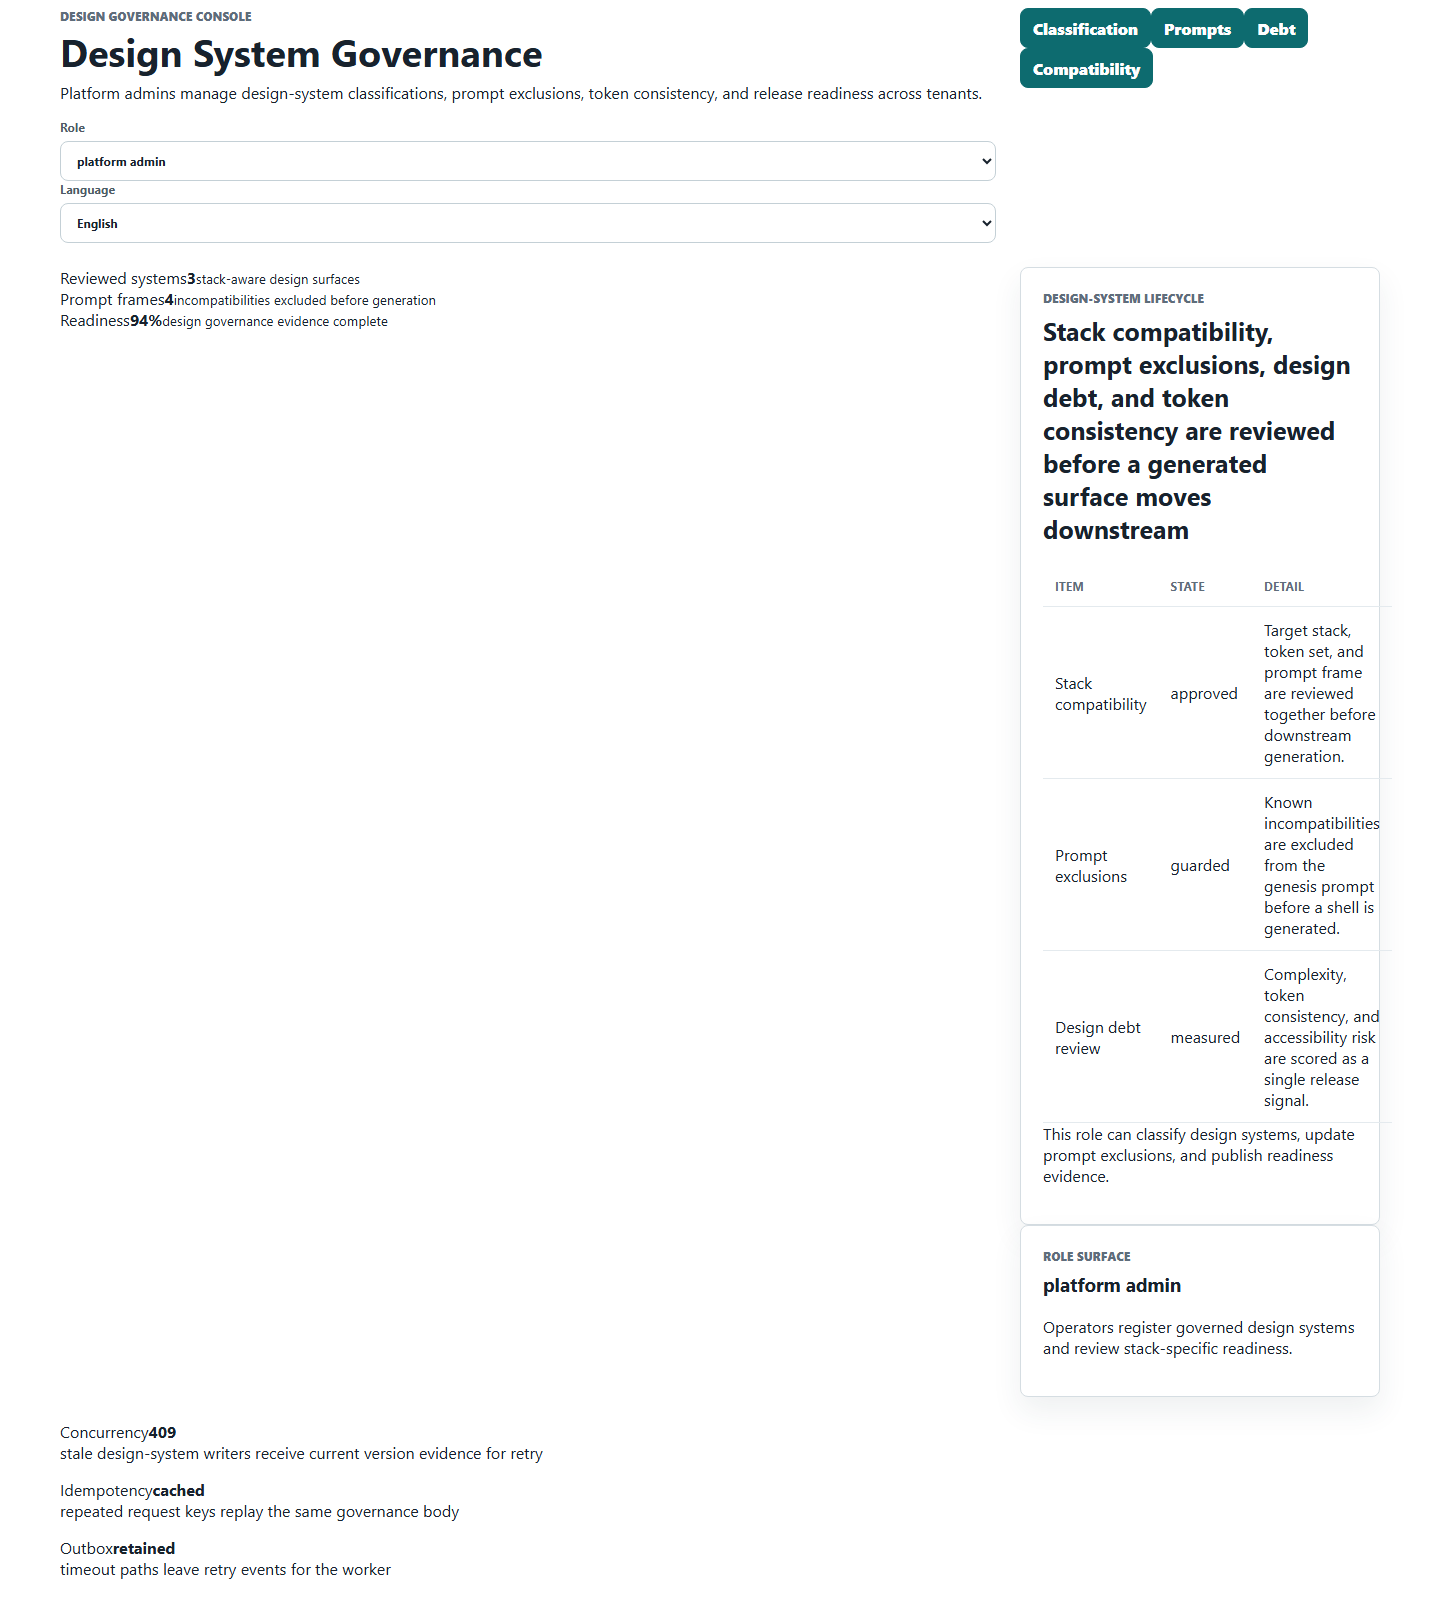 DESIGN GOVERNANCE CONSOLE
Design System Governance
Platform admins manage design-system classifications, prompt exclusions, token consistency, and release readiness across tenants.
Role
platform admin
Language
English
Classification Prompts Debt
Compatibility
Reviewed systems3stack-aware design surfaces
Prompt frames4incompatibilities excluded before generation
Readiness94%design governance evidence complete
DESIGN-SYSTEM LIFECYCLE
Stack compatibility,
prompt exclusions, design
debt, and token
consistency are reviewed
before a generated
surface moves
downstream
ITEM STATE DETAIL
Stack
compatibility
approved
Target stack,
token set, and
prompt frame
are reviewed
together before
downstream
generation.
Prompt
exclusions
guarded
Known
incompatibilities
are excluded
from the
genesis prompt
before a shell is
generated.
Design debt
review
measured
Complexity,
token
consistency, and
accessibility risk
are scored as a
single release
signal.
This role can classify design systems, update
prompt exclusions, and publish readiness
evidence.
ROLE SURFACE
platform admin
Operators register governed design systems
and review stack-specific readiness.
Concurrency409
stale design-system writers receive current version evidence for retry
Idempotencycached
repeated request keys replay the same governance body
Outboxretained
timeout paths leave retry events for the worker